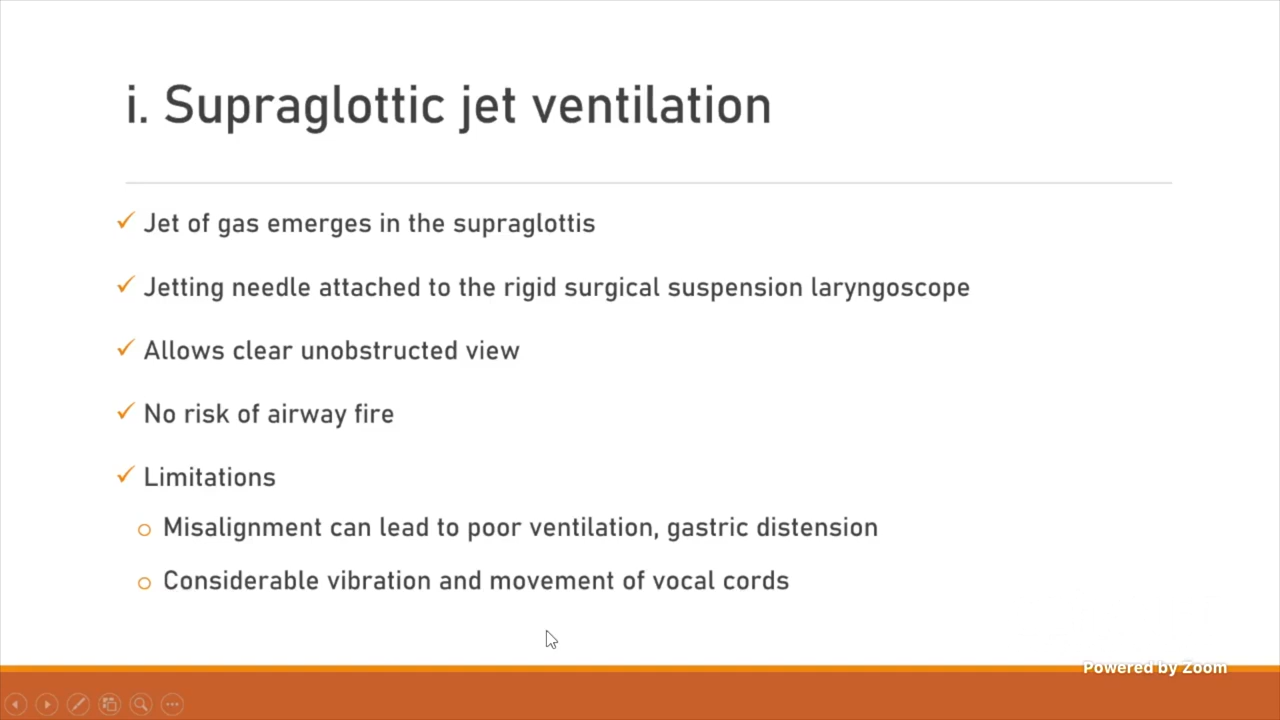 i. Supraglottic jet ventilation
Jet of gas emerges in the supraglottis
Jetting needle attached to the rigid surgical suspension laryngoscope
Allows clear unobstructed view
No risk of airway fire
Limitations
Misalignment can lead to poor ventilation, gastric distension
Considerable vibration and movement of vocal cords
Powered by Zoom